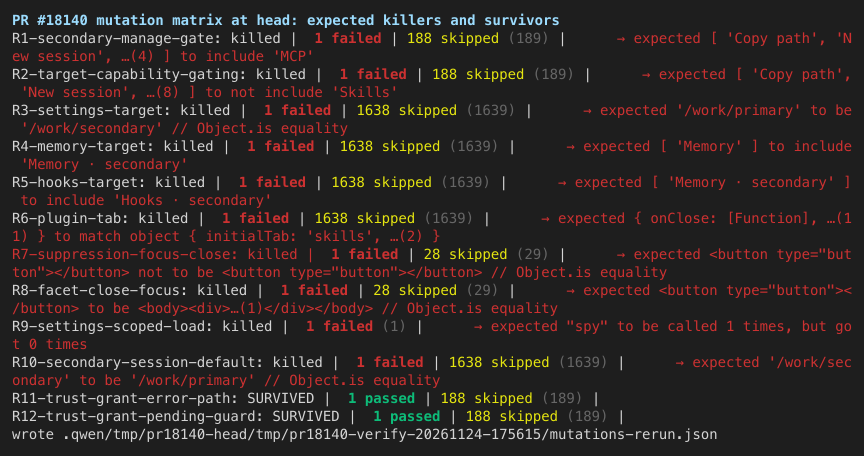 PR #18140 mutation matrix at head: expected killers and survivors
R1-secondary-manage-gate: killed |  1 failed | 188 skipped (189) |      → expected [ 'Copy path', 'N
ew session', …(4) ] to include 'MCP'
R2-target-capability-gating: killed |  1 failed | 188 skipped (189) |      → expected [ 'Copy path',
 'New session', …(8) ] to not include 'Skills'
R3-settings-target: killed |  1 failed | 1638 skipped (1639) |      → expected '/work/primary' to be
 '/work/secondary' // Object.is equality
R4-memory-target: killed |  1 failed | 1638 skipped (1639) |      → expected [ 'Memory' ] to include
 'Memory · secondary'
R5-hooks-target: killed |  1 failed | 1638 skipped (1639) |      → expected [ 'Memory · secondary' ]
 to include 'Hooks · secondary'
R6-plugin-tab: killed |  1 failed | 1638 skipped (1639) |      → expected { onClose: [Function], …(1
1) } to match object { initialTab: 'skills', …(2) }
R7-suppression-focus-close: killed |  1 failed | 28 skipped (29) |      → expected <button type="but
ton"></button> not to be <button type="button"></button> // Object.is equality
R8-facet-close-focus: killed |  1 failed | 28 skipped (29) |      → expected <button type="button"><
/button> to be <body><div>…(1)</div></body> // Object.is equality
R9-settings-scoped-load: killed |  1 failed (1) |      → expected "spy" to be called 1 times, but go
t 0 times
R10-secondary-session-default: killed |  1 failed | 1638 skipped (1639) |      → expected '/work/sec
ondary' to be '/work/primary' // Object.is equality
R11-trust-grant-error-path: SURVIVED |  1 passed | 188 skipped (189) |
R12-trust-grant-pending-guard: SURVIVED |  1 passed | 188 skipped (189) |
wrote .qwen/tmp/pr18140-head/tmp/pr18140-verify-20261124-175615/mutations-rerun.json